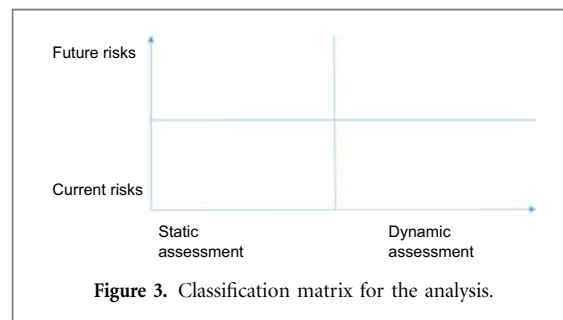 Future risks
Current risks
Static
assessment
Dynamic
assessment
Figure 3. Classification matrix for the analysis.